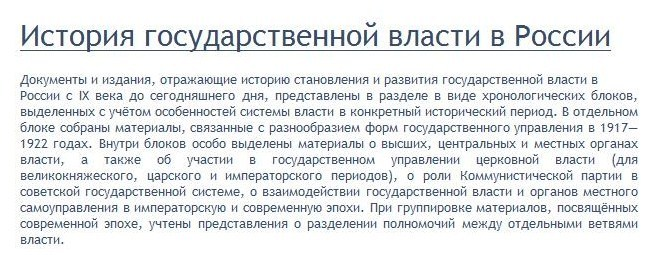 История государственной власти в России
Документы и издания, отражающие историю становления и развития государственной власти в
России с IX века до сегодняшнего дня, представлены в разделе в виде хронологических блоков,
выделенных с учётом особенностей системы власти в конкретный исторический период. В отдельном
блоке собраны материалы, связанные с разнообразием форм государственного управления в 1917—
1922 годах. Внутри блоков особо выделены материалы о высших, центральных и местных органах
власти, а также об участии в государственном управлении церковной власти (для
великокняжеского, царского и императорского периодов), о роли Коммунистической партии в
советской государственной системе, о взаимодействии государственной власти и органов местного
самоуправления в императорскую и современную эпохи. При группировке материалов, посвящённых
современной эпохе, учтены представления о разделении полномочий между отдельными ветвями
власти.